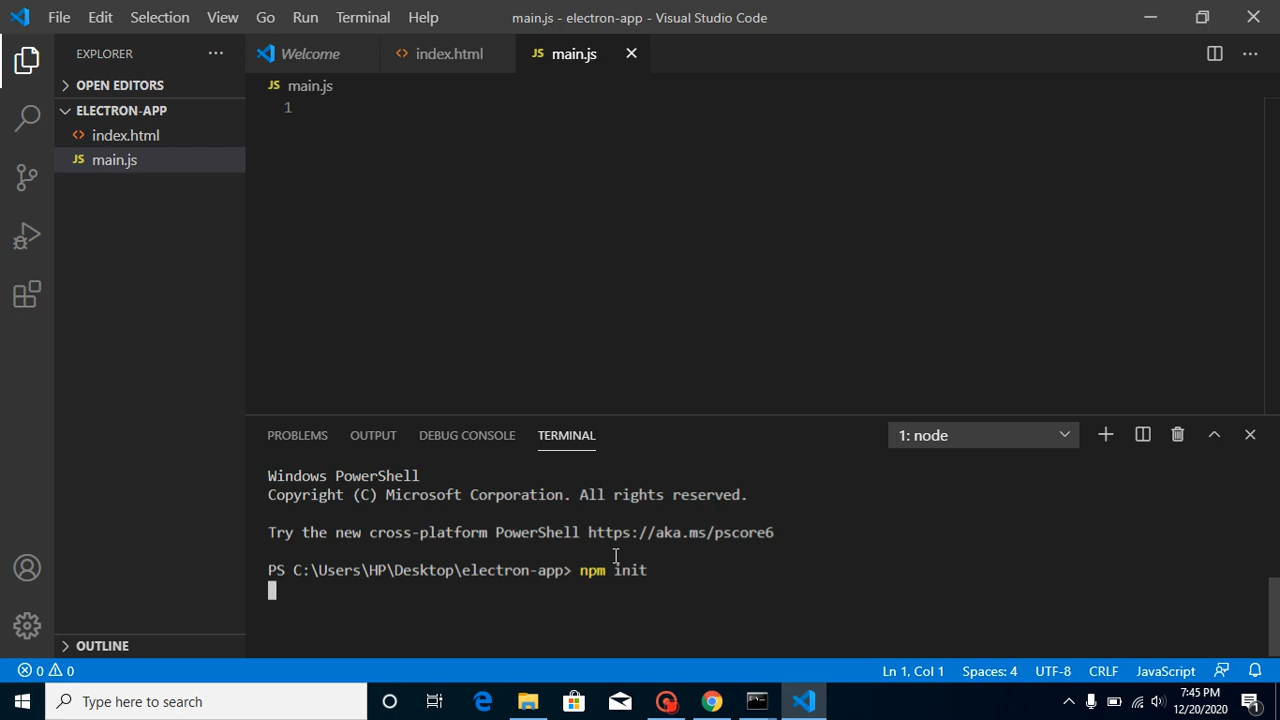 File Edit Selection View Go Run Terminal Help
main.js - electron-app - Visual Studio Code
EXPLORER
OPEN EDITORS
ELECTRON-APP
index.html
JS main.js
Welcome
index.html
JS main.js
JS main.js
1
PROBLEMS OUTPUT DEBUG CONSOLE TERMINAL
1: node
Windows PowerShell
Copyright (C) Microsoft Corporation. All rights reserved.
Try the new cross-platform PowerShell https://aka.ms/pscore6
PS C:\Users\HP\Desktop\electron-app> npm init
OUTLINE
0 0
Ln 1, Col 1 Spaces: 4 UTF-8 CRLF JavaScript
Type here to search
7:45 PM
12/20/2020
1